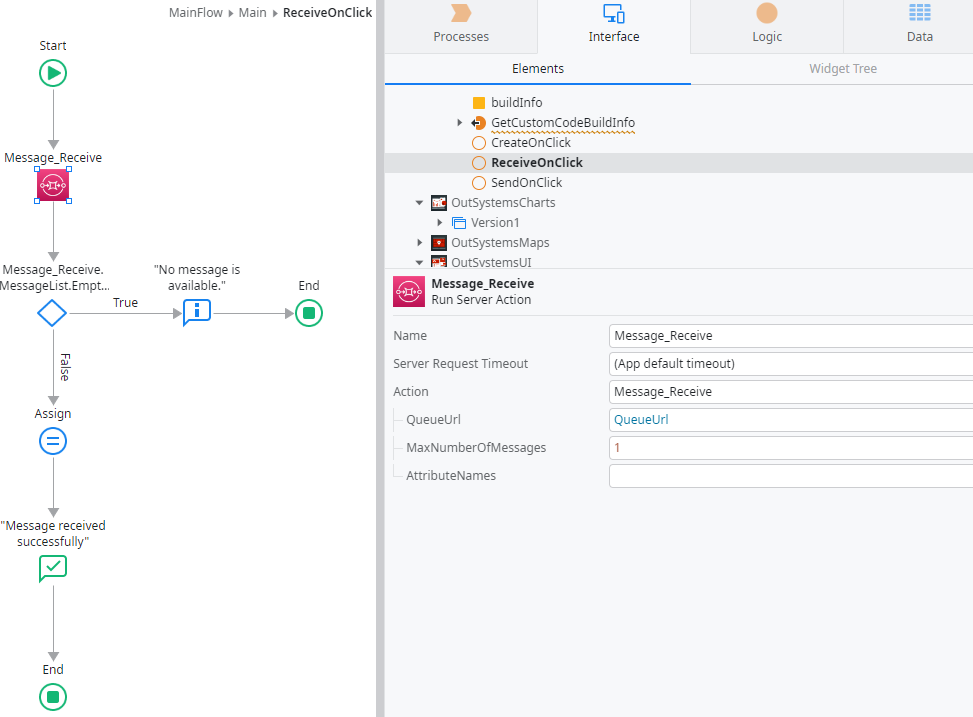 MainFlow Main ReceiveOnClick
Start
Message_Receive
Message_Receive.
MessageList.Empt...
True
"No message is
available."
End
False
Assign
"Message received
successfully"
End
Processes
Interface
Logic
Data
Elements
Widget Tree
buildInfo
GetCustomCodeBuildInfo
CreateOnClick
ReceiveOnClick
SendOnClick
OutSystemsCharts
Version1
OutSystemsMaps
OutSystemsUI
Message_Receive
Run Server Action
Name Message_Receive
Server Request Timeout (App default timeout)
Action Message_Receive
QueueUrl QueueUrl
MaxNumberOfMessages 1
AttributeNames